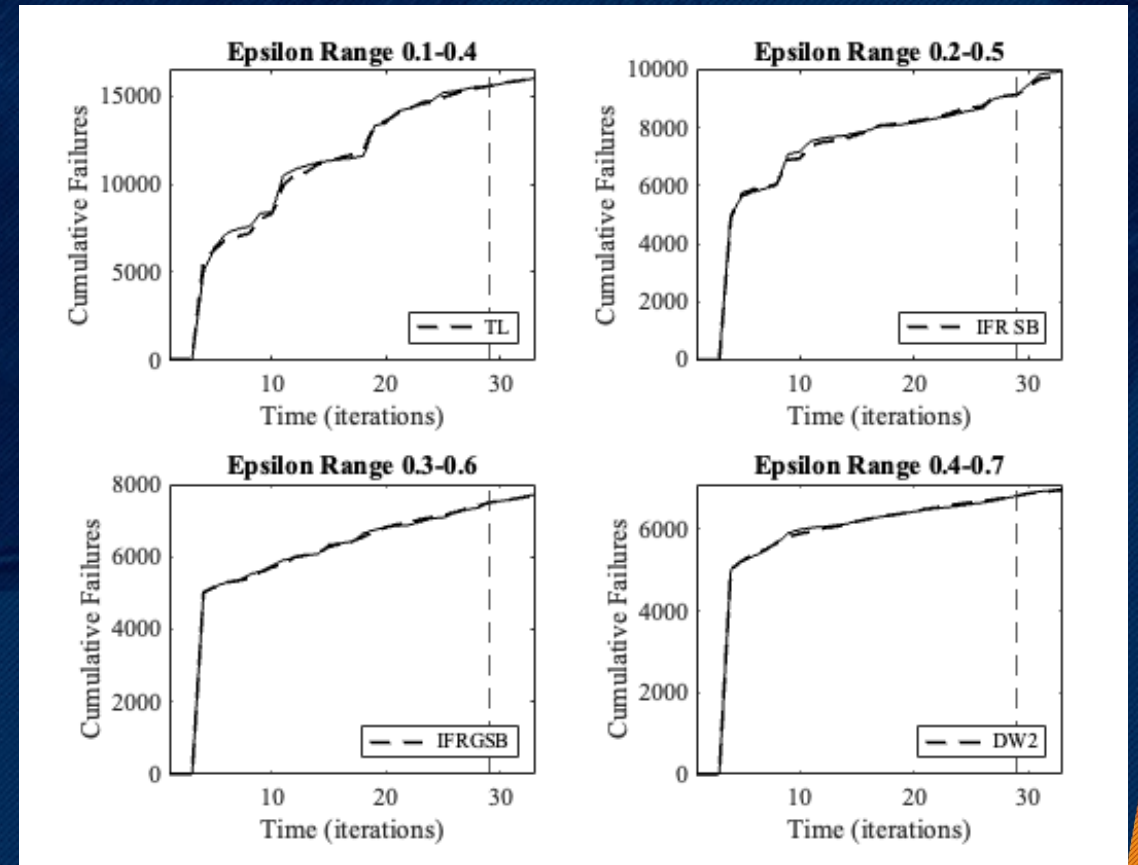 Epsilon Range 0.1-0.4
15000
10000
5000
0
Cumulative Failures
TL
10 20 30
Time (iterations)
Epsilon Range 0.2-0.5
10000
8000
6000
4000
2000
0
Cumulative Failures
IFR SB
10 20 30
Time (iterations)
Epsilon Range 0.3-0.6
8000
6000
4000
2000
0
Cumulative Failures
IFRGSB
10 20 30
Time (iterations)
Epsilon Range 0.4-0.7
6000
4000
2000
0
Cumulative Failures
DW2
10 20 30
Time (iterations)